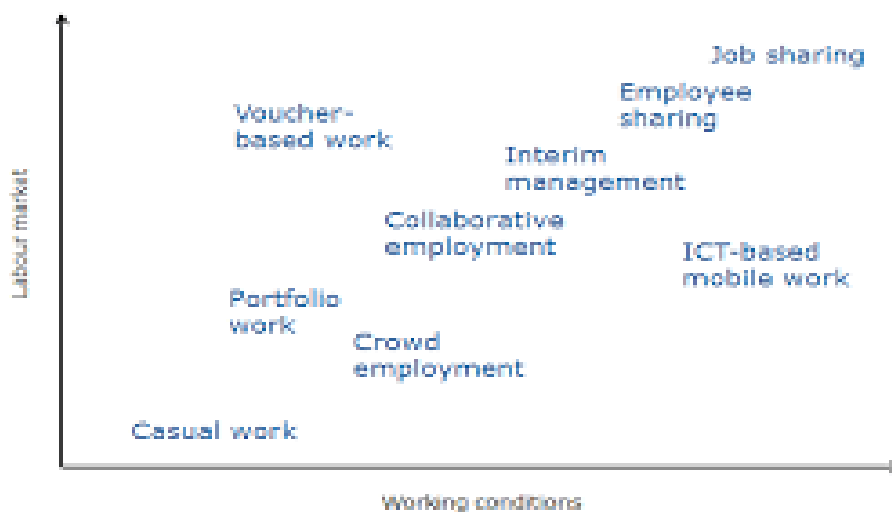 Job sharing
Employee
sharing
Voucher-
based work
Interim
management
Collaborative
employment
ICT-based
mobile work
Portfolio
work
Crowd
employment
Casual work
Labour market
Working conditions